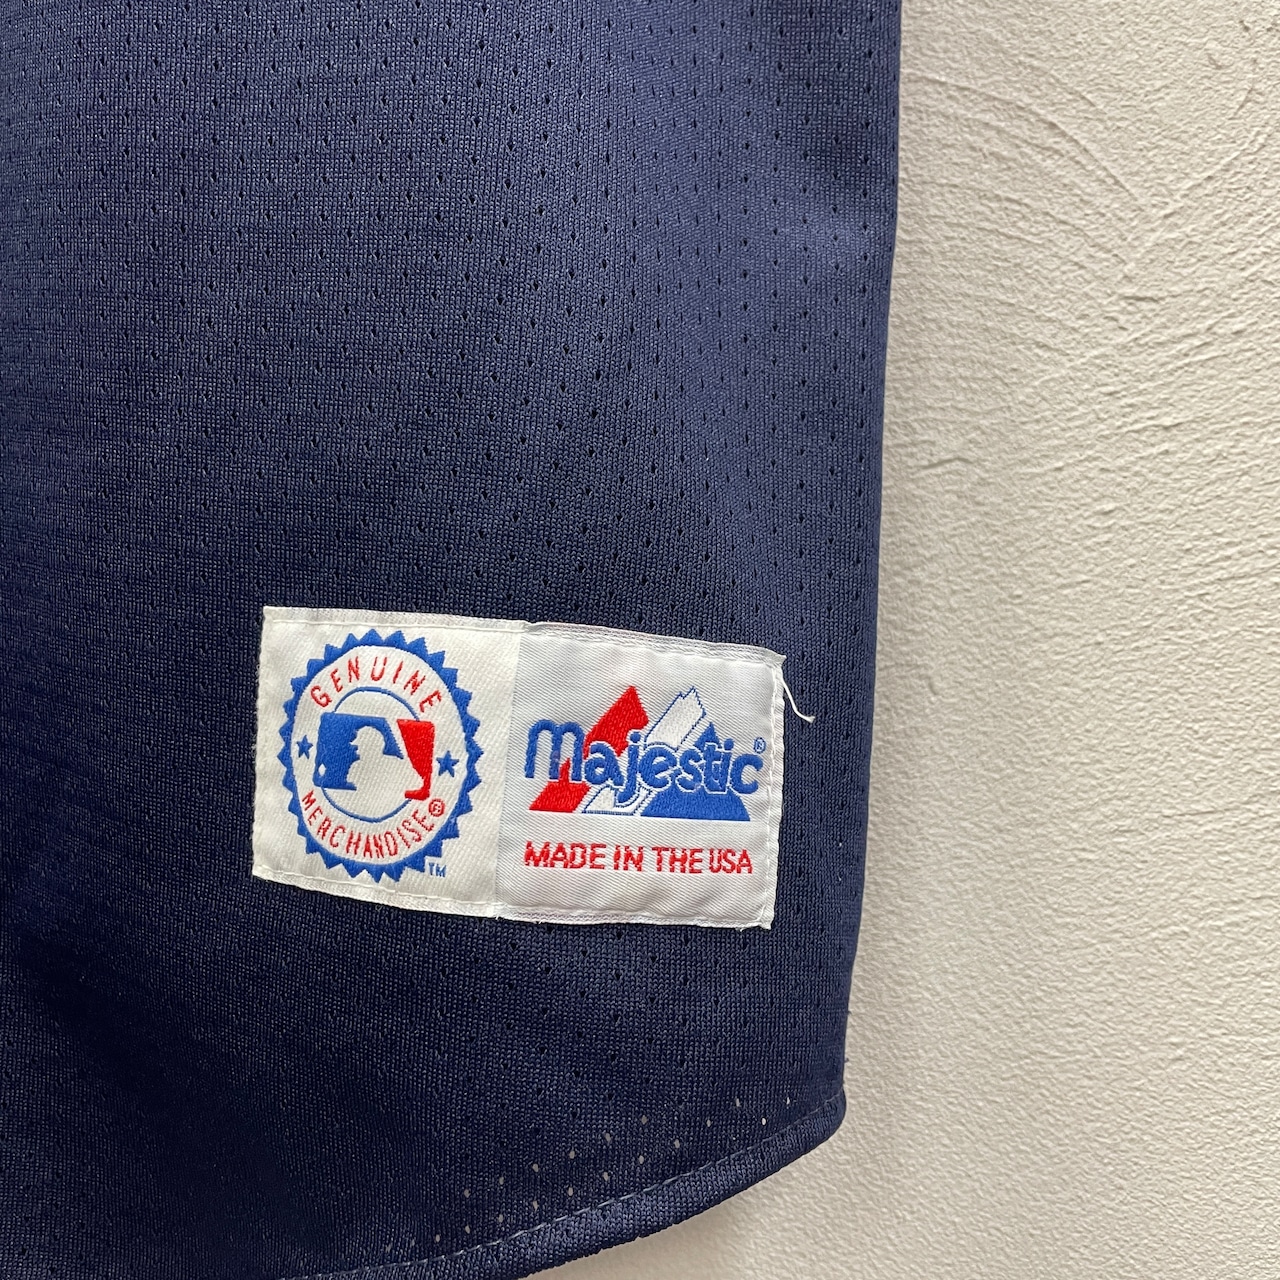 GENUINE
MERCHANDISE®
TM
Majestic®
MADE IN THE USA